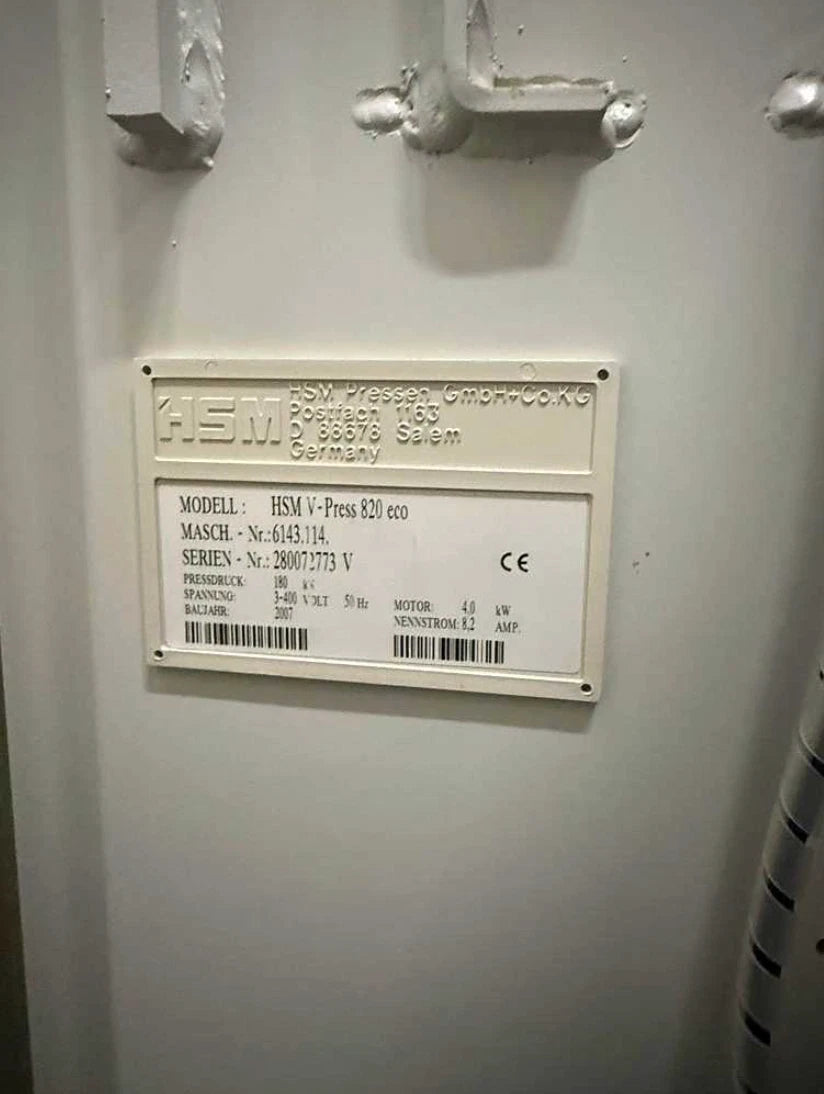 HSM
HSM Pressen GmbH+Co.KG
Postfach 1163
D 88678 Salem
Germany
MODELL : HSM V-Press 820 eco
MASCH. - Nr.:6143.114.
SERIEN - Nr.: V
CE
PRESSDRUCK: 180
SPANNUNG: 3-400 VOLT 50 Hz
BAUJAHR: 2007
MOTOR: 4,0 kW
NENNSTROM: 8,2 AMP.